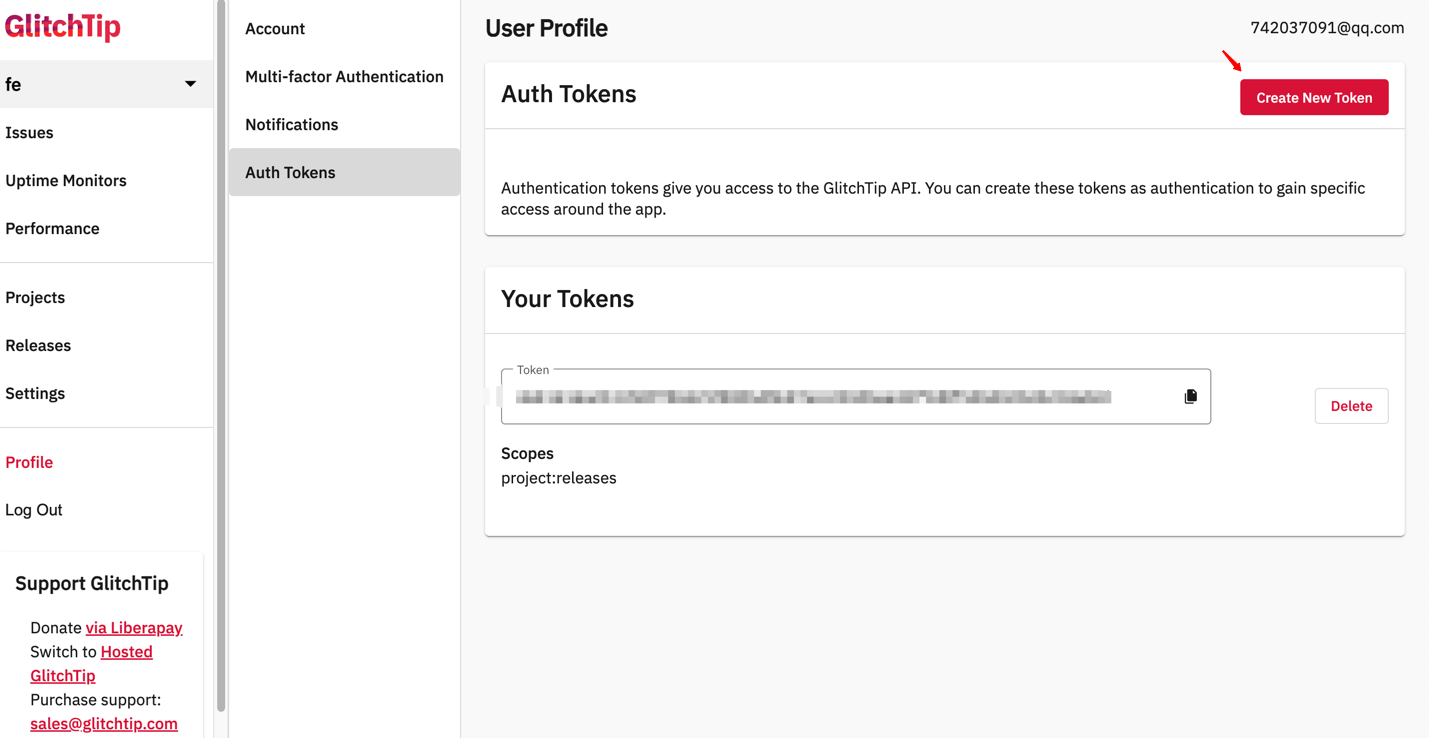 GlitchTip
fe
Issues
Uptime Monitors
Performance
Projects
Releases
Settings
Profile
Log Out
Support GlitchTip
Donate via Liberapay
Switch to Hosted
GlitchTip
Purchase support:
sales@glitchtip.com
Account
Multi-factor Authentication
Notifications
Auth Tokens
User Profile
742037091@qq.com
Auth Tokens
Create New Token
Authentication tokens give you access to the GlitchTip API. You can create these tokens as authentication to gain specific
access around the app.
Your Tokens
Token
Delete
Scopes
project:releases